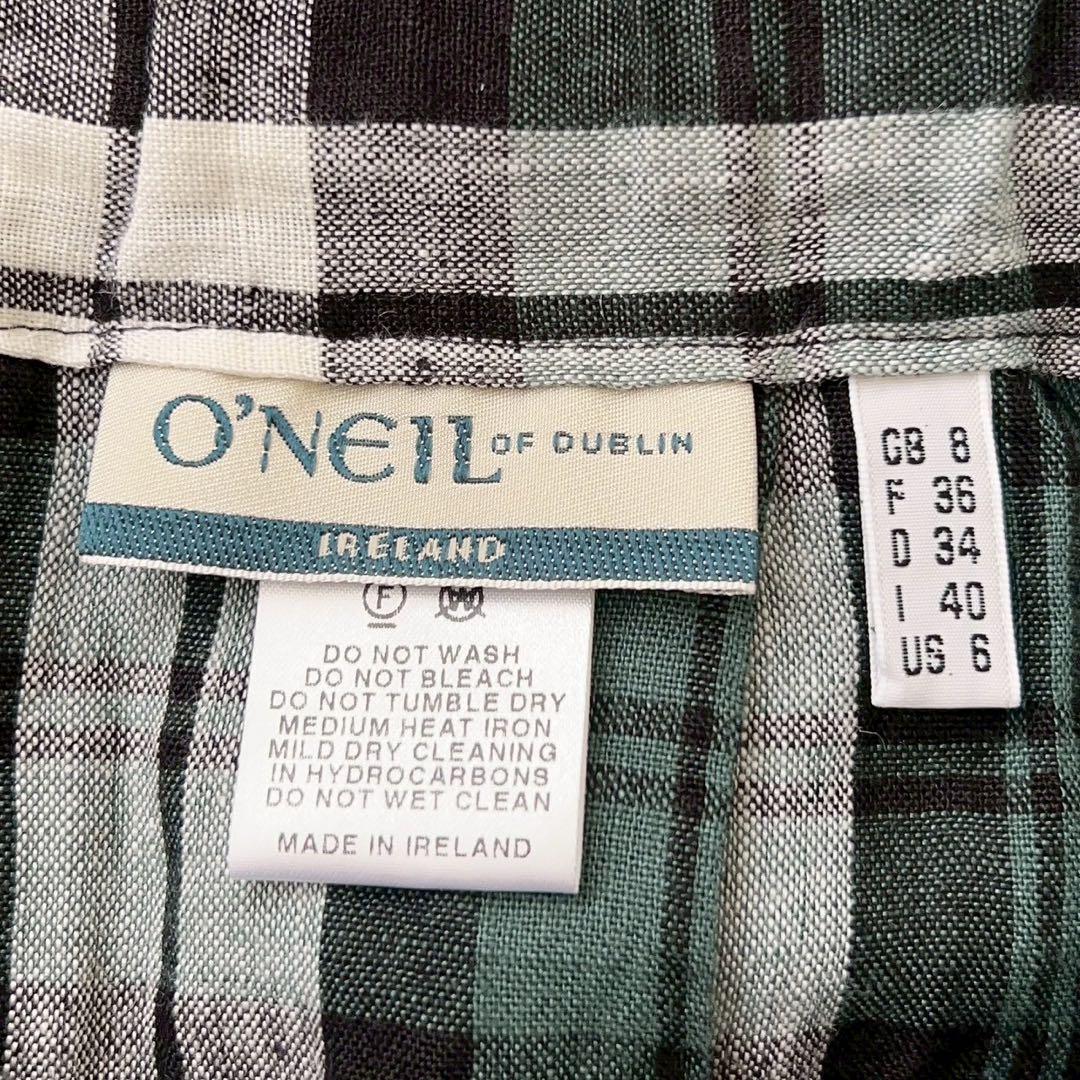 O'NEIL OF DUBLIN
IRELAND
F W
DO NOT WASH
DO NOT BLEACH
DO NOT TUMBLE DRY
MEDIUM HEAT IRON
MILD DRY CLEANING
IN HYDROCARBONS
DO NOT WET CLEAN
MADE IN IRELAND
GB 8
F 36
D 34
I 40
US 6